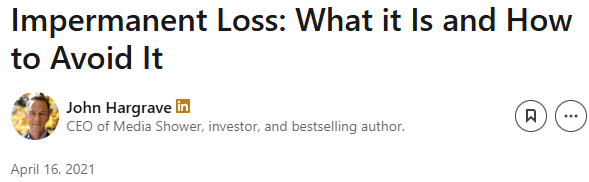 Impermanent Loss: What it Is and How
to Avoid It
John Hargrave in
CEO of Media Shower, investor, and bestselling author.
April 16, 2021